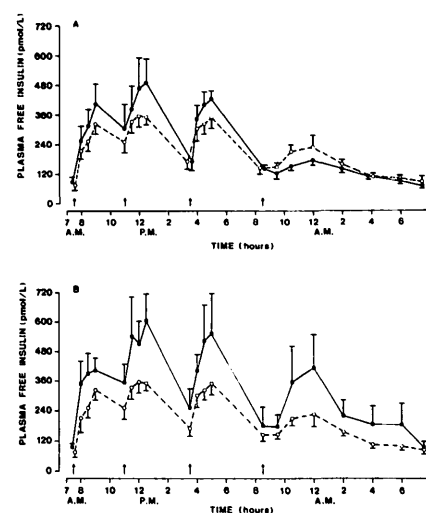 A
PLASMA FREE INSULIN (pmol/L)
720
600
480
360
240
120
0
7 8 10 12 2 4 6 8 10 12 2 4 6
A.M. P.M. A.M.
TIME (hours)
B
PLASMA FREE INSULIN (pmol/L)
720
600
480
360
240
120
0
7 8 10 12 2 4 6 8 10 12 2 4 6
A.M. P.M. A.M.
TIME (hours)